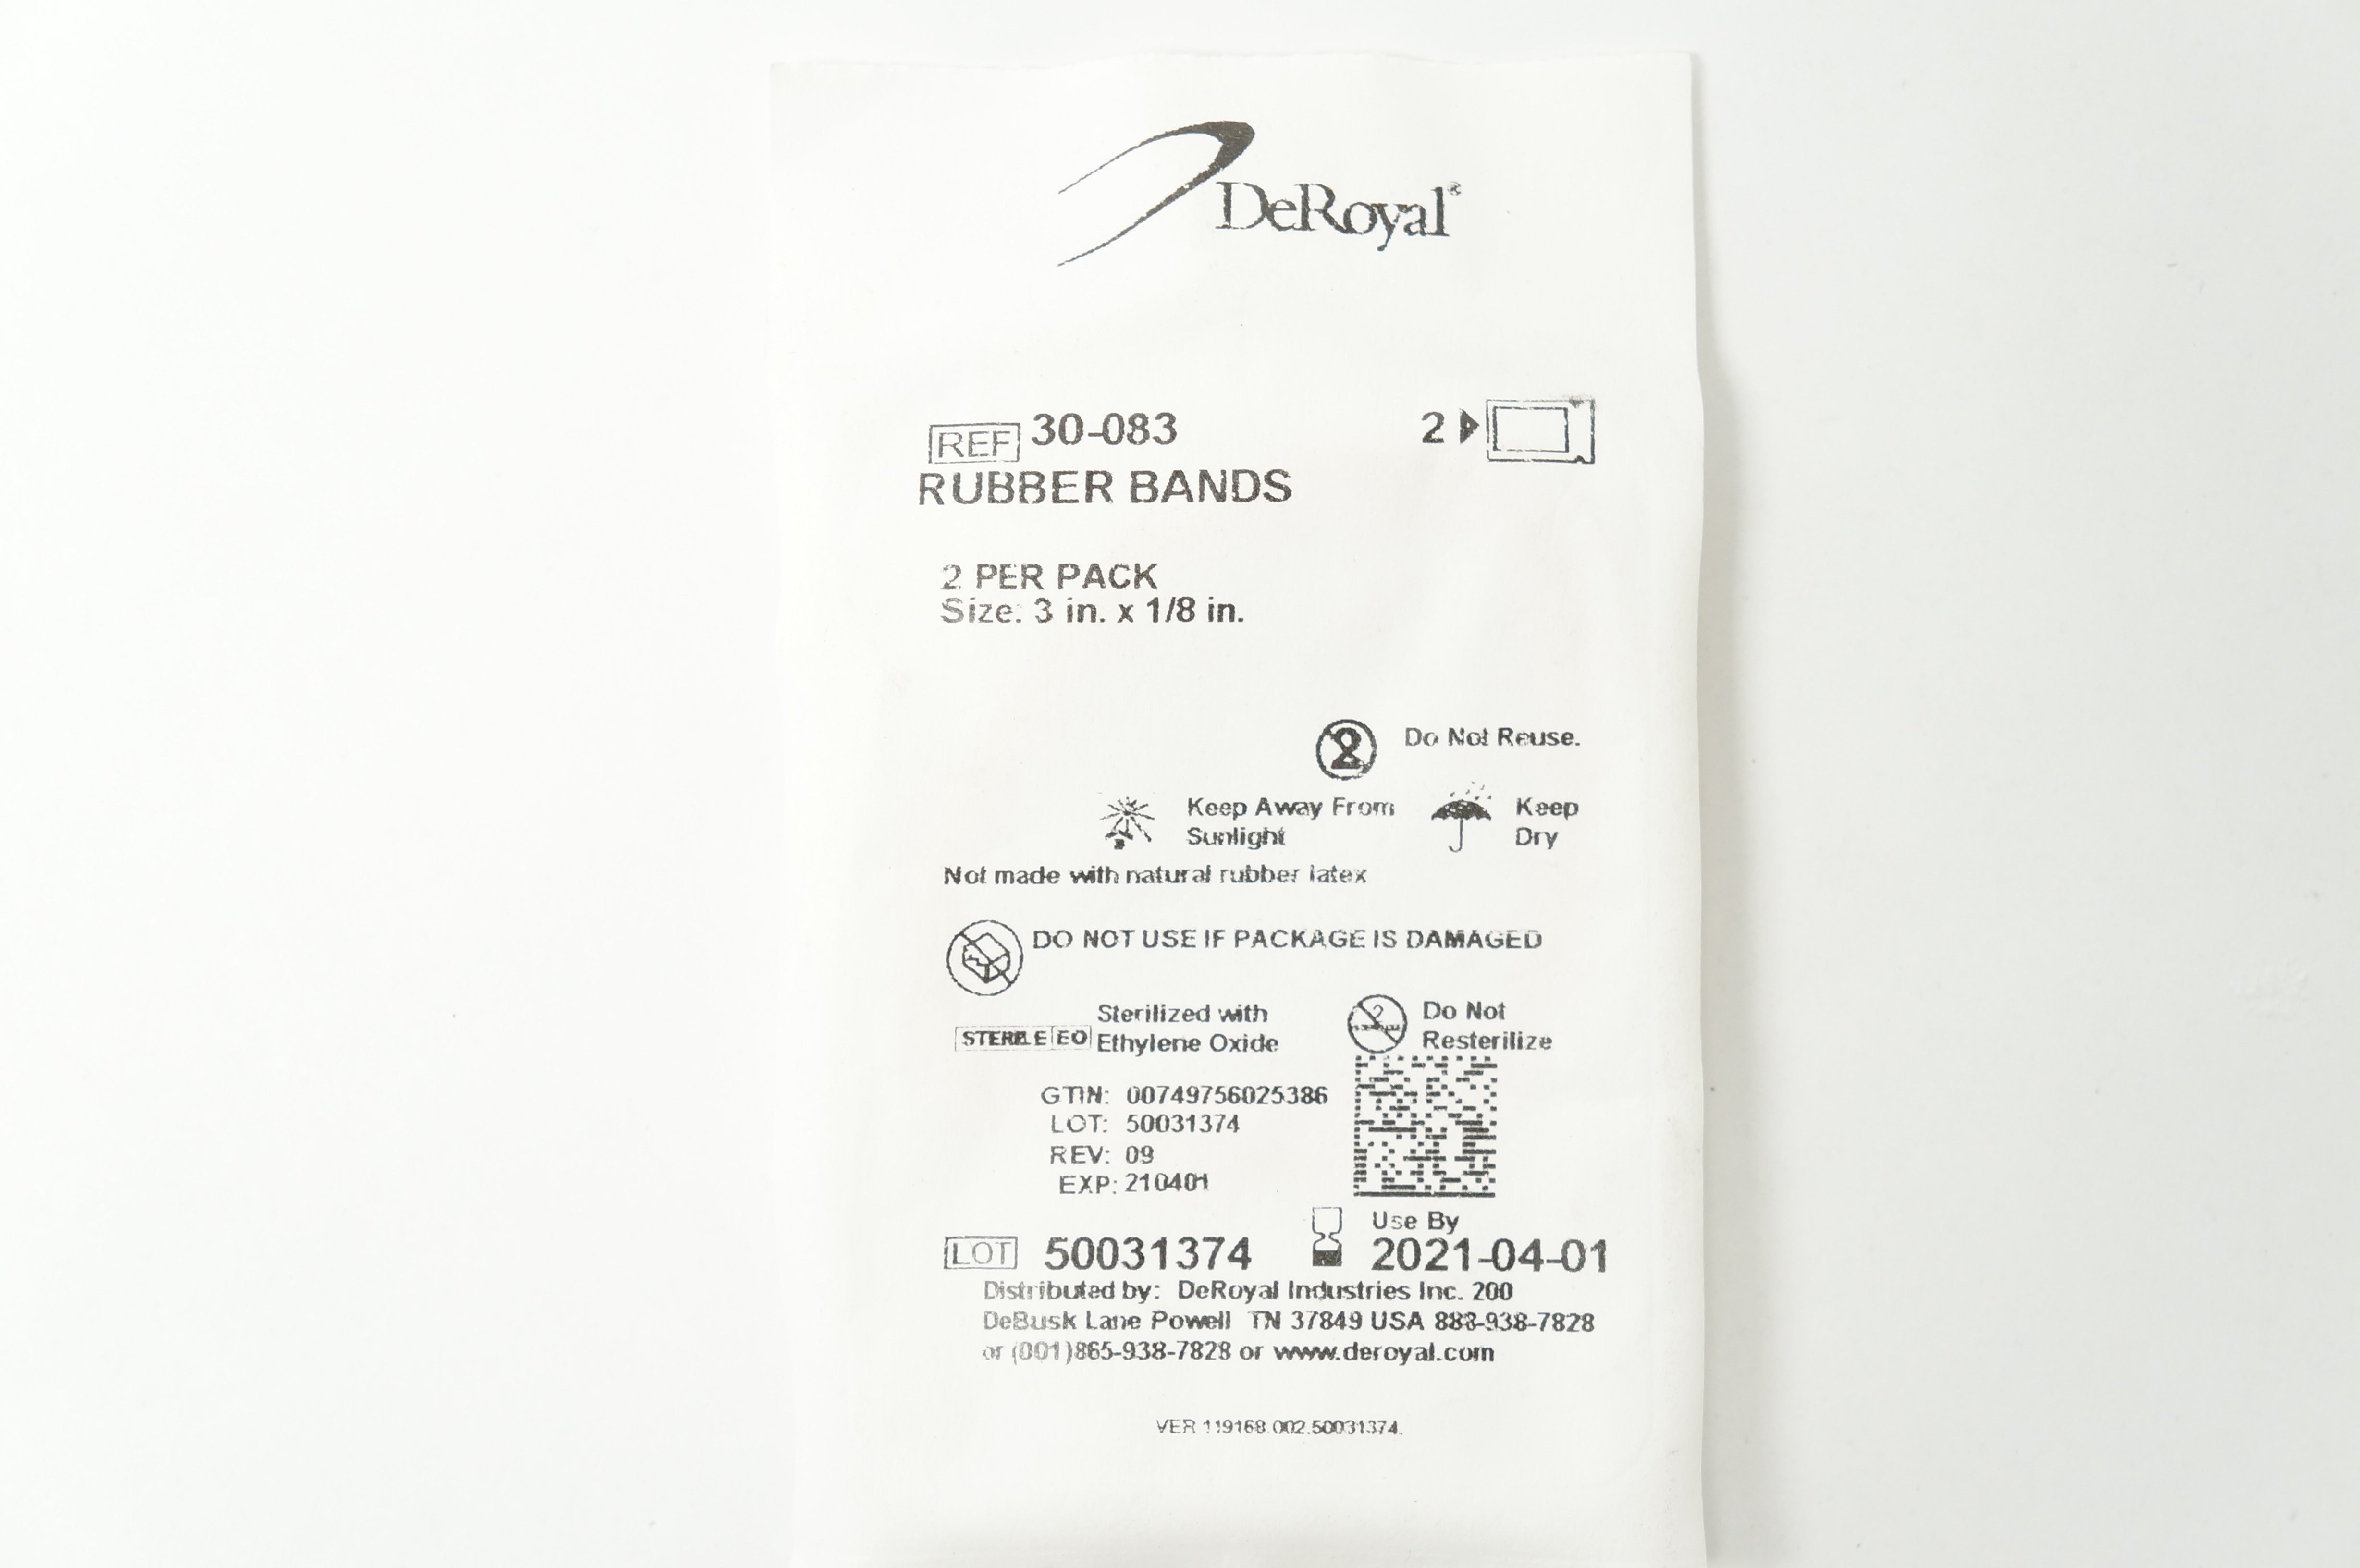 DeRoyal®
REF 30-083 2
RUBBER BANDS
2 PER PACK
Size: 3 in. x 1/8 in.
Do Not Reuse.
Keep Away From Sunlight
Keep Dry
Not made with natural rubber latex
DO NOT USE IF PACKAGE IS DAMAGED
STERILE EO
Sterilized with
Ethylene Oxide
2
Do Not
Resterilize
GTIN: 00749756025386
LOT: 50031374
REV: 09
EXP: 210401
LOT 50031374
Use By
2021-04-01
Distributed by: DeRoyal Industries Inc. 200
DeBusk Lane Powell TN 37849 USA 888-938-7828
or (001)865-938-7828 or www.deroyal.com
VER 119168.002.50031374.